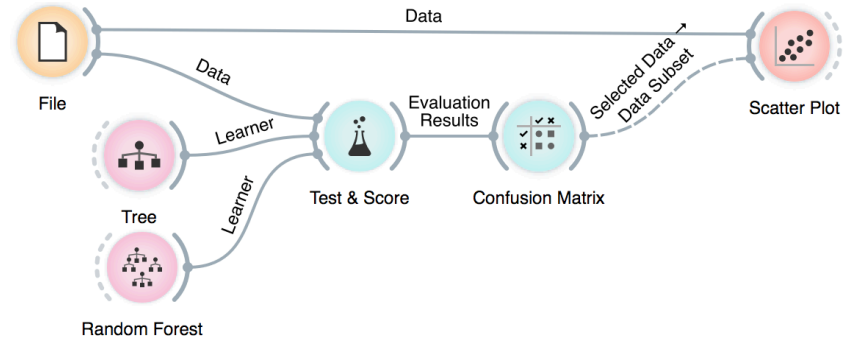 Data
File
Data
Learner
Tree
Learner
Random Forest
Test & Score
Evaluation
Results
Confusion Matrix
Selected Data ➚
Data Subset
Scatter Plot